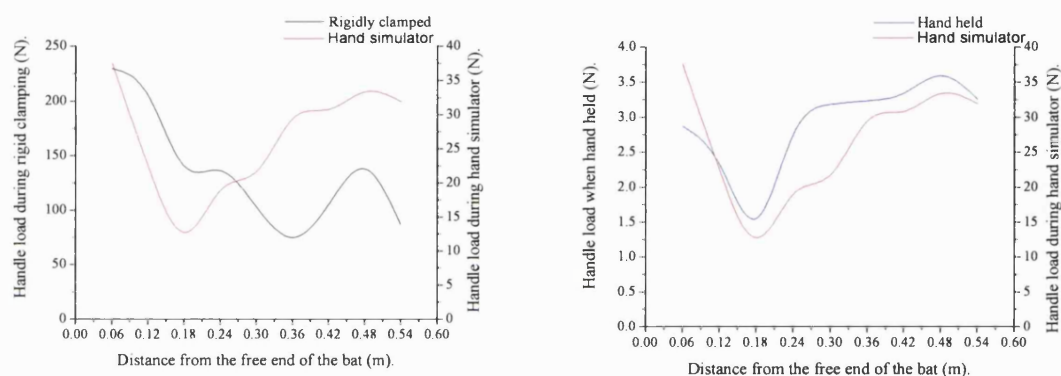 Rigidly clamped
Hand simulator
Handle load during rigid clamping (N).
250
200
150
100
50
0
40
35
30
25
20
15
10
5
0
Handle load during hand simulator (N).
0.00 0.06 0.12 0.18 0.24 0.30 0.36 0.42 0.48 0.54 0.60
Distance from the free end of the bat (m).
Hand held
Hand simulator
Handle load when hand held (N).
4.0
3.5
3.0
2.5
2.0
1.5
1.0
0.5
0.0
40
35
30
25
20
15
10
5
0
Handle load during hand simulator (N).
0.00 0.06 0.12 0.18 0.24 0.30 0.36 0.42 0.48 0.54 0.60
Distance from the free end of the bat (m).